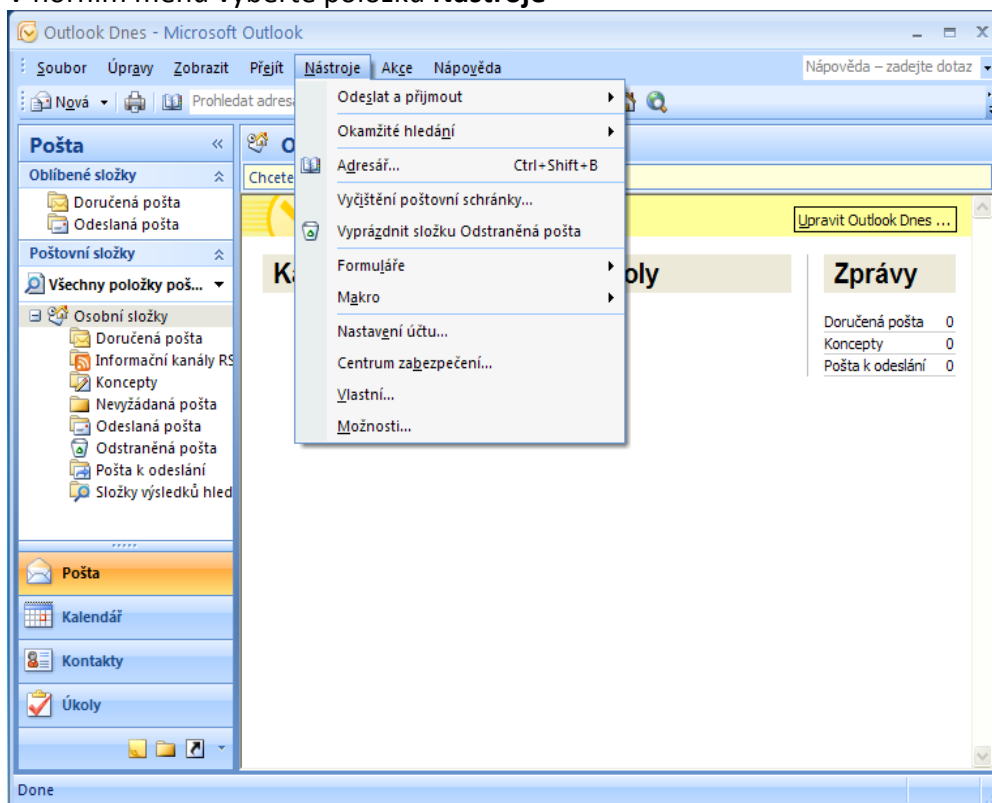 V horním menu vyberte položku Nástroje
Outlook Dnes - Microsoft Outlook
Soubor Úpravy Zobrazit Přejít Nástroje Akce Nápověda Nápověda – zadejte dotaz
Nová Prohledat adresá
Odeslat a přijmout
Okamžité hledání
Adresář... Ctrl+Shift+B
Vyčištění poštovní schránky...
Vyprázdnit složku Odstraněná pošta
Formuláře
Makro
Nastavení účtu...
Centrum zabezpečení...
Vlastní...
Možnosti...
Pošta «
Oblíbené složky
Doručená pošta
Odeslaná pošta
Poštovní složky
Všechny položky poš...
Osobní složky
Doručená pošta
Informační kanály RS
Koncepty
Nevyžádaná pošta
Odeslaná pošta
Odstraněná pošta
Pošta k odeslání
Složky výsledků hled
Pošta
Kalendář
Kontakty
Úkoly
O
Chcete
Upravit Outlook Dnes ...
Ka oly Zprávy
Doručená pošta 0
Koncepty 0
Pošta k odeslání 0
Done